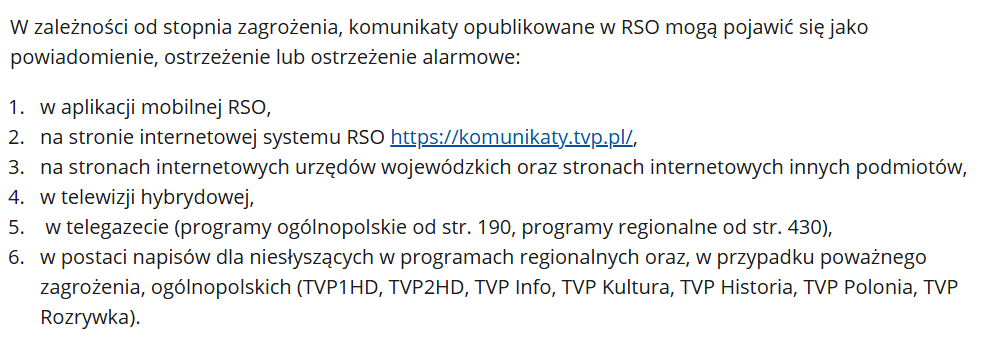 W zależności od stopnia zagrożenia, komunikaty opublikowane w RSO mogą pojawić się jako
powiadomienie, ostrzeżenie lub ostrzeżenie alarmowe:
1. w aplikacji mobilnej RSO,
2. na stronie internetowej systemu RSO https://komunikaty.tvp.pl/,
3. na stronach internetowych urzędów wojewódzkich oraz stronach internetowych innych podmiotów,
4. w telewizji hybrydowej,
5. w telegazecie (programy ogólnopolskie od str. 190, programy regionalne od str. 430),
6. w postaci napisów dla niesłyszących w programach regionalnych oraz, w przypadku poważnego
zagrożenia, ogólnopolskich (TVP1HD, TVP2HD, TVP Info, TVP Kultura, TVP Historia, TVP Polonia, TVP
Rozrywka).